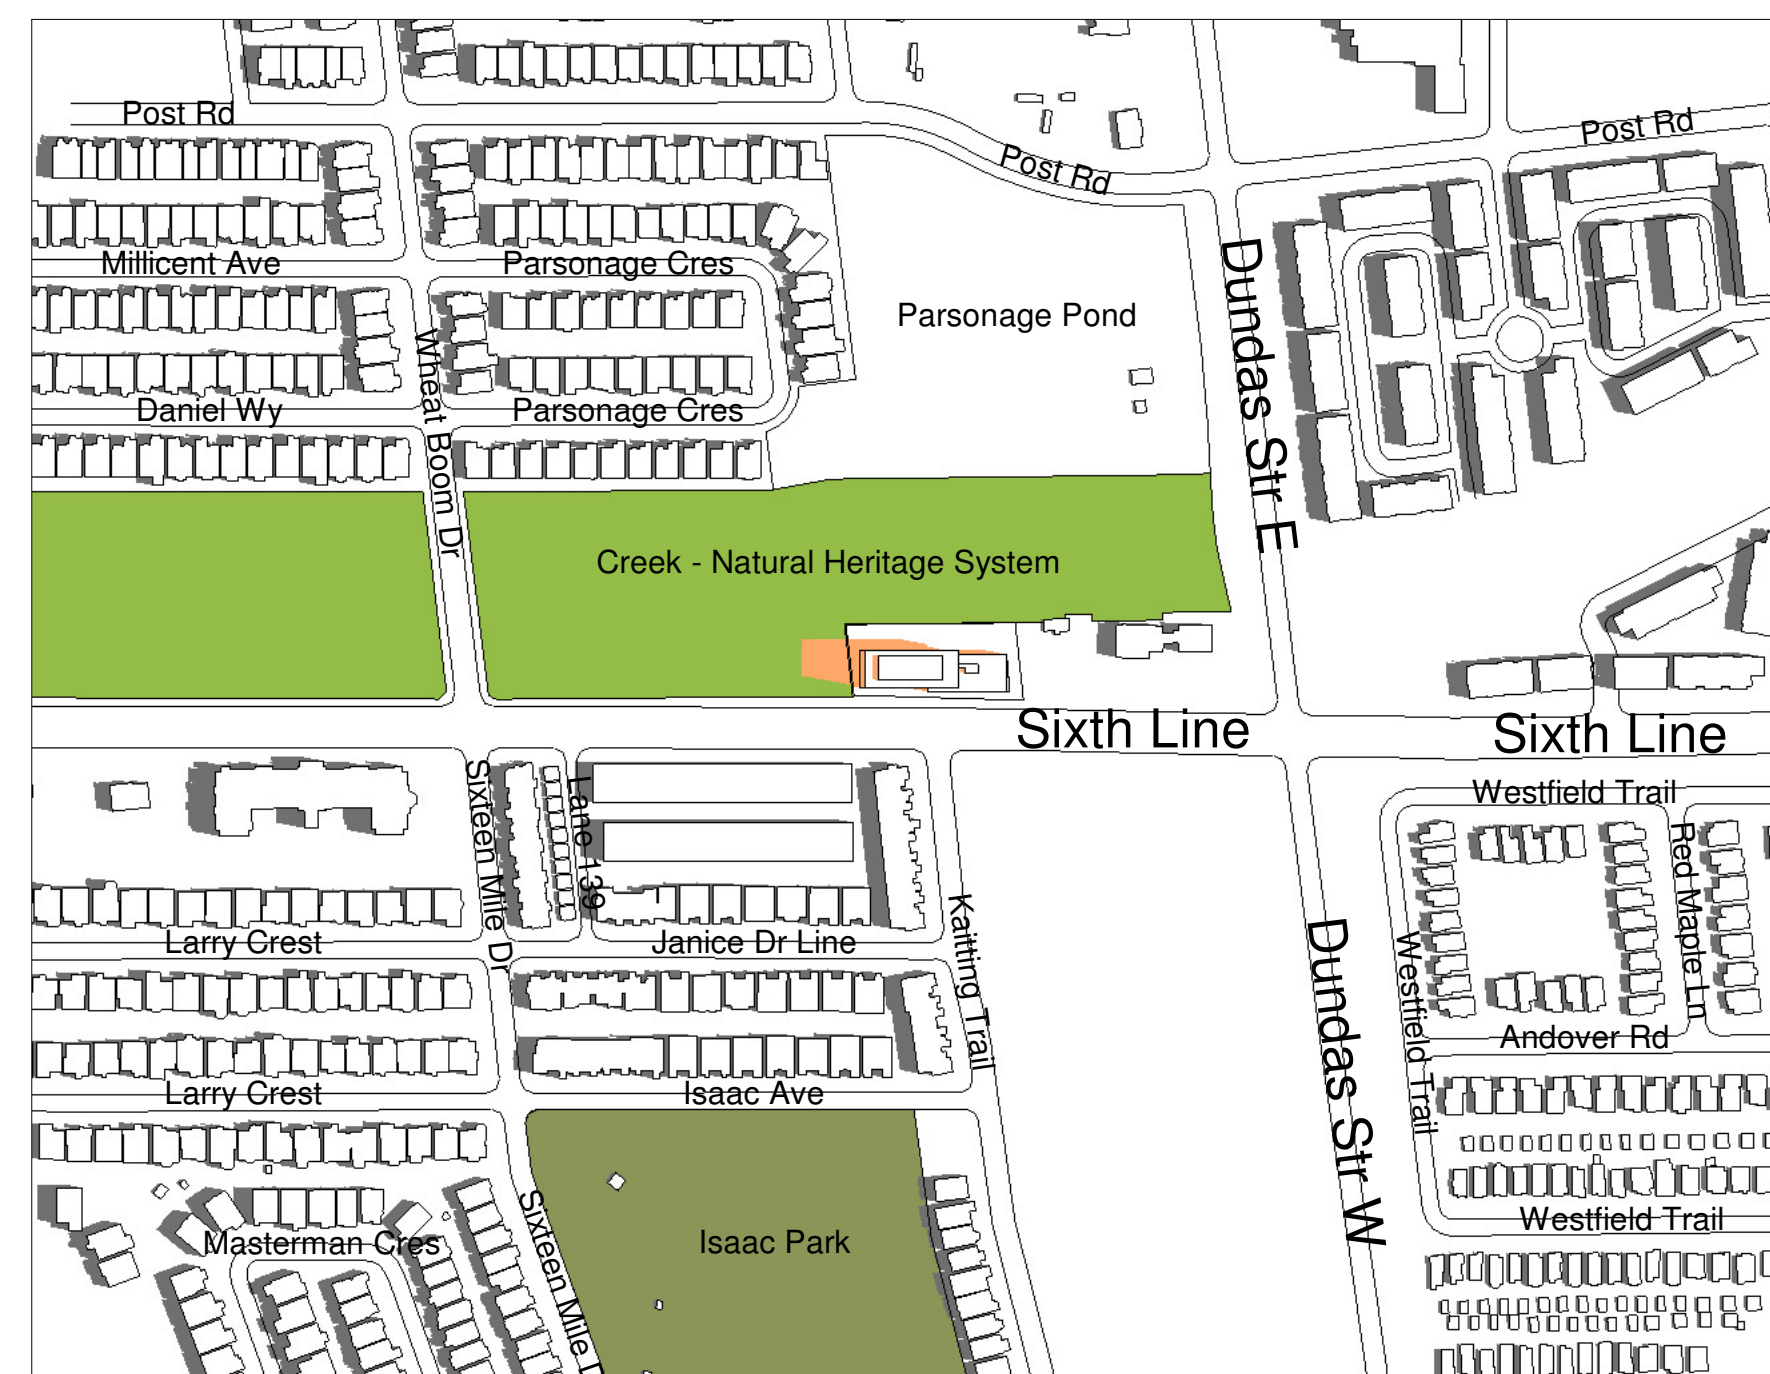 Post Rd
Post Rd
Post Rd
Millicent Ave
Parsonage Cres
Dundas Str E
Parsonage Pond
Wheat Boom Dr
Daniel Wy
Parsonage Cres
Creek - Natural Heritage System
Sixth Line
Sixth Line
Sixteen Mile Dr
Lane 139
Westfield Trail
Red Maple Ln
Kaitting Trail
Dundas Str W
Westfield Trail
Larry Crest
Janice Dr Line
Andover Rd
Larry Crest
Isaac Ave
Sixteen Mile D
Masterman Cres
Isaac Park
Westfield Trail